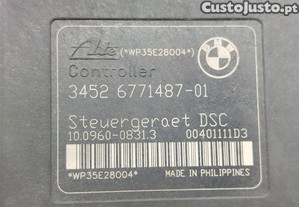 CustoJusto.pt
Ate
(*WP35E28004*)
BMW
Controller
3452 6771487-01
Steuergeraet DSC
10.0960-0831.3
00401111D3
*WP35E28004*
MADE IN PHILIPPINES